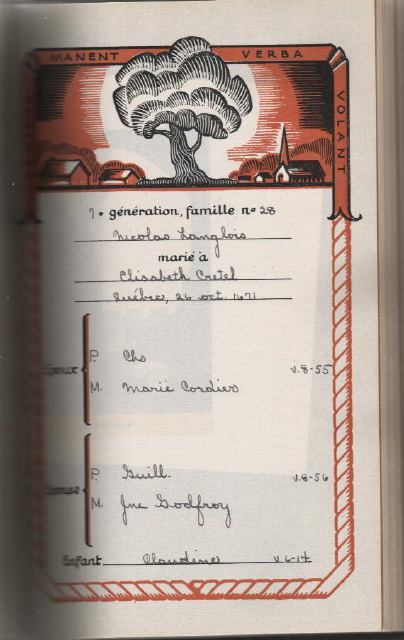 MANENT VERBA VOLANT
7e génération, famille no 28
Nicolas Langlois
marié à
Elisabeth Cretel
Québec, 26 oct. 1671
Époux
P. Chs v.8-55
M. Marie Cordier
Épouse
P. Guill. v.8-56
M. Jne Godfroy
Enfant Claudine v.6-14